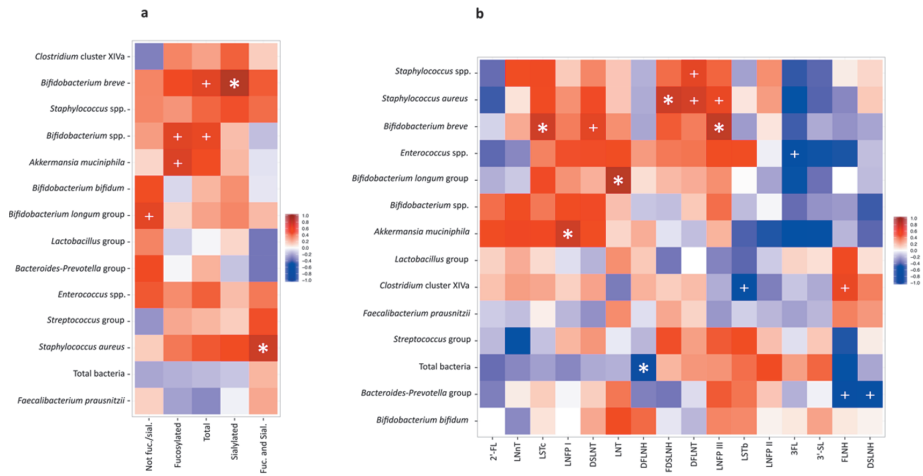 a
Clostridium cluster XIVa
Bifidobacterium breve
+ *
Staphylococcus spp.
Bifidobacterium spp.
+ +
Akkermansia muciniphila
+
Bifidobacterium bifidum
Bifidobacterium longum group
+
Lactobacillus group
Bacteroides-Prevotella group
Enterococcus spp.
Streptococcus group
Staphylococcus aureus
*
Total bacteria
Faecalibacterium prausnitzii
Not fuc./sial.
Fucosylated
Total
Sialylated
Fuc. and Sial.
1.0
0.8
0.6
0.4
0.2
0.0
−0.2
−0.4
−0.6
−0.8
−1.0
b
Staphylococcus spp.
+
Staphylococcus aureus
* + +
Bifidobacterium breve
* + *
Enterococcus spp.
+
Bifidobacterium longum group
*
Bifidobacterium spp.
Akkermansia muciniphila
*
Lactobacillus group
Clostridium cluster XIVa
+ +
Faecalibacterium prausnitzii
Streptococcus group
Total bacteria
*
Bacteroides-Prevotella group
+ +
Bifidobacterium bifidum
2'-FL
LNnT
LSTc
LNFP I
DSLNT
LNT
DFLNH
FDSLNH
DFLNT
LNFP III
LSTb
LNFP II
3FL
3'-SL
FLNH
DSLNH
1.0
0.8
0.6
0.4
0.2
0.0
−0.2
−0.4
−0.6
−0.8
−1.0